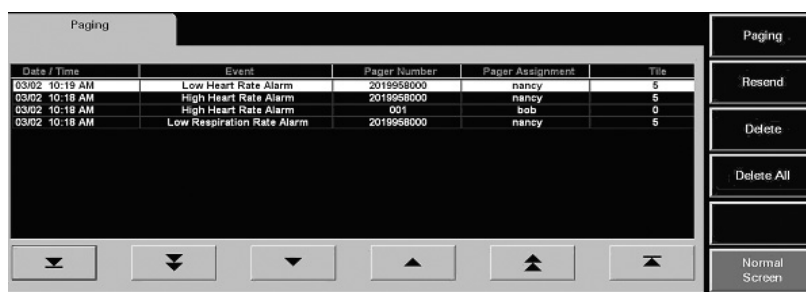 Paging
Date / Time Event Pager Number Pager Assignment Tile
03/02 10:19 AM Low Heart Rate Alarm 2019958000 nancy 5
03/02 10:18 AM High Heart Rate Alarm 2019958000 nancy 5
03/02 10:18 AM High Heart Rate Alarm 001 bob 0
03/02 10:18 AM Low Respiration Rate Alarm 2019958000 nancy 5
Paging
Resend
Delete
Delete All
Normal
Screen